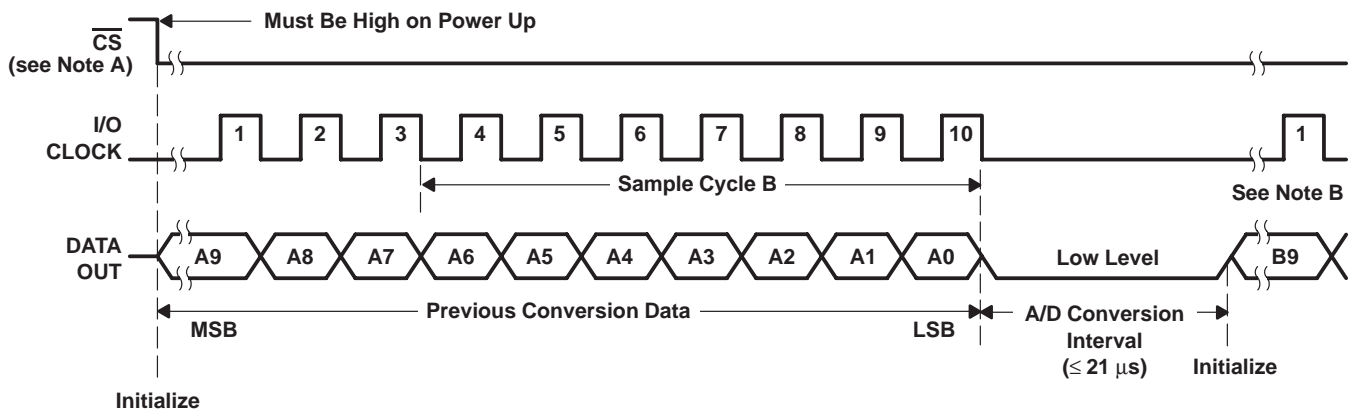 Must Be High on Power Up
CS
(see Note A)
I/O
CLOCK
1 2 3 4 5 6 7 8 9 10 1
Sample Cycle B
See Note B
DATA
OUT
A9 A8 A7 A6 A5 A4 A3 A2 A1 A0 Low Level B9
Previous Conversion Data
MSB LSB
A/D Conversion
Interval
(≤ 21 μs)
Initialize
Initialize